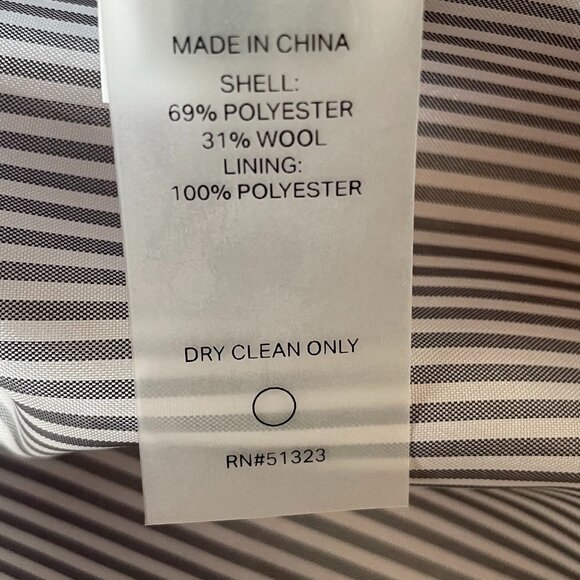 MADE IN CHINA
SHELL:
69% POLYESTER
31% WOOL
LINING:
100% POLYESTER
DRY CLEAN ONLY
RN#51323